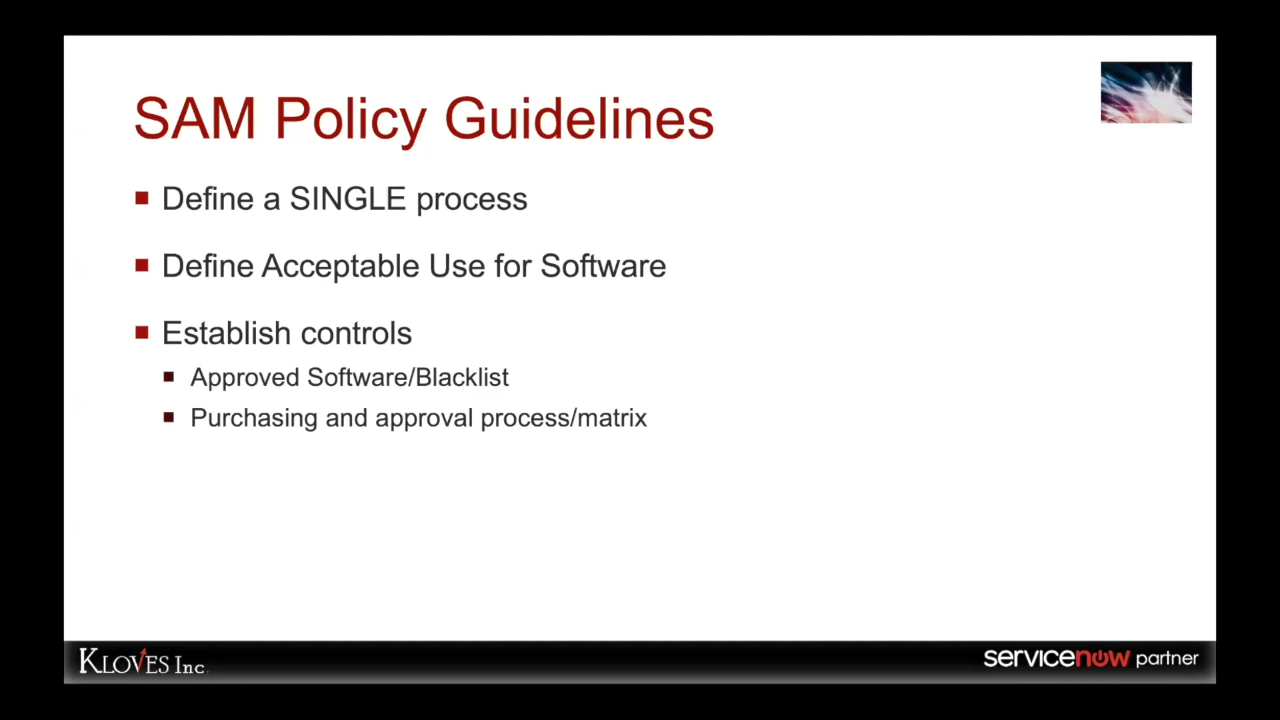 SAM Policy Guidelines
Define a SINGLE process
Define Acceptable Use for Software
Establish controls
Approved Software/Blacklist
Purchasing and approval process/matrix
KLOVES Inc.
servicenow partner